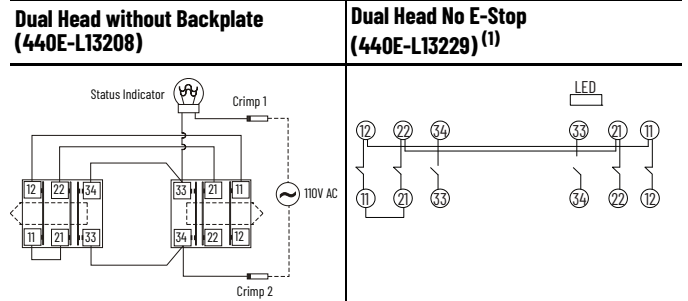 Dual Head without Backplate
(440E-L13208)
Dual Head No E-Stop
(440E-L13229) (1)
Status Indicator
Crimp 1
12 22 34
33 21 11
110V AC
11 21 33
34 22 12
Crimp 2
LED
12 22 34 33 21 11
11 21 33 34 22 12